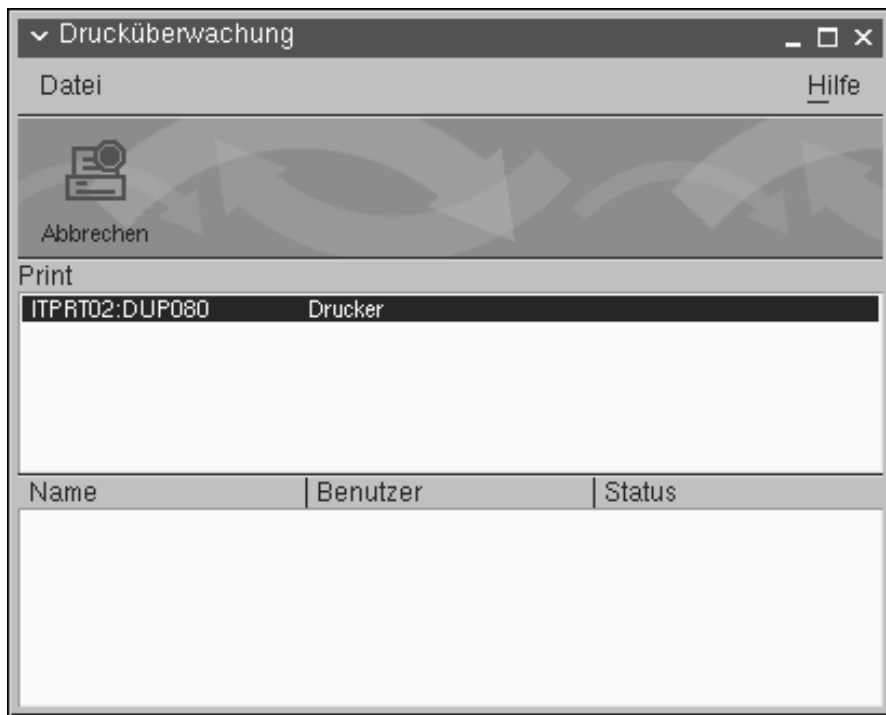 Drucküberwachung
Datei Hilfe
Abbrechen
Print
ITPRT02:DUP080 Drucker
Name Benutzer Status